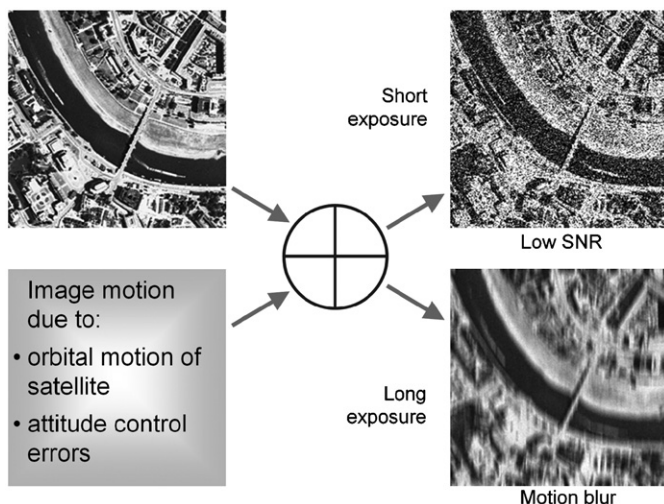 Short
exposure
Low SNR
Image motion
due to:
• orbital motion of
satellite
• attitude control
errors
Long
exposure
Motion blur